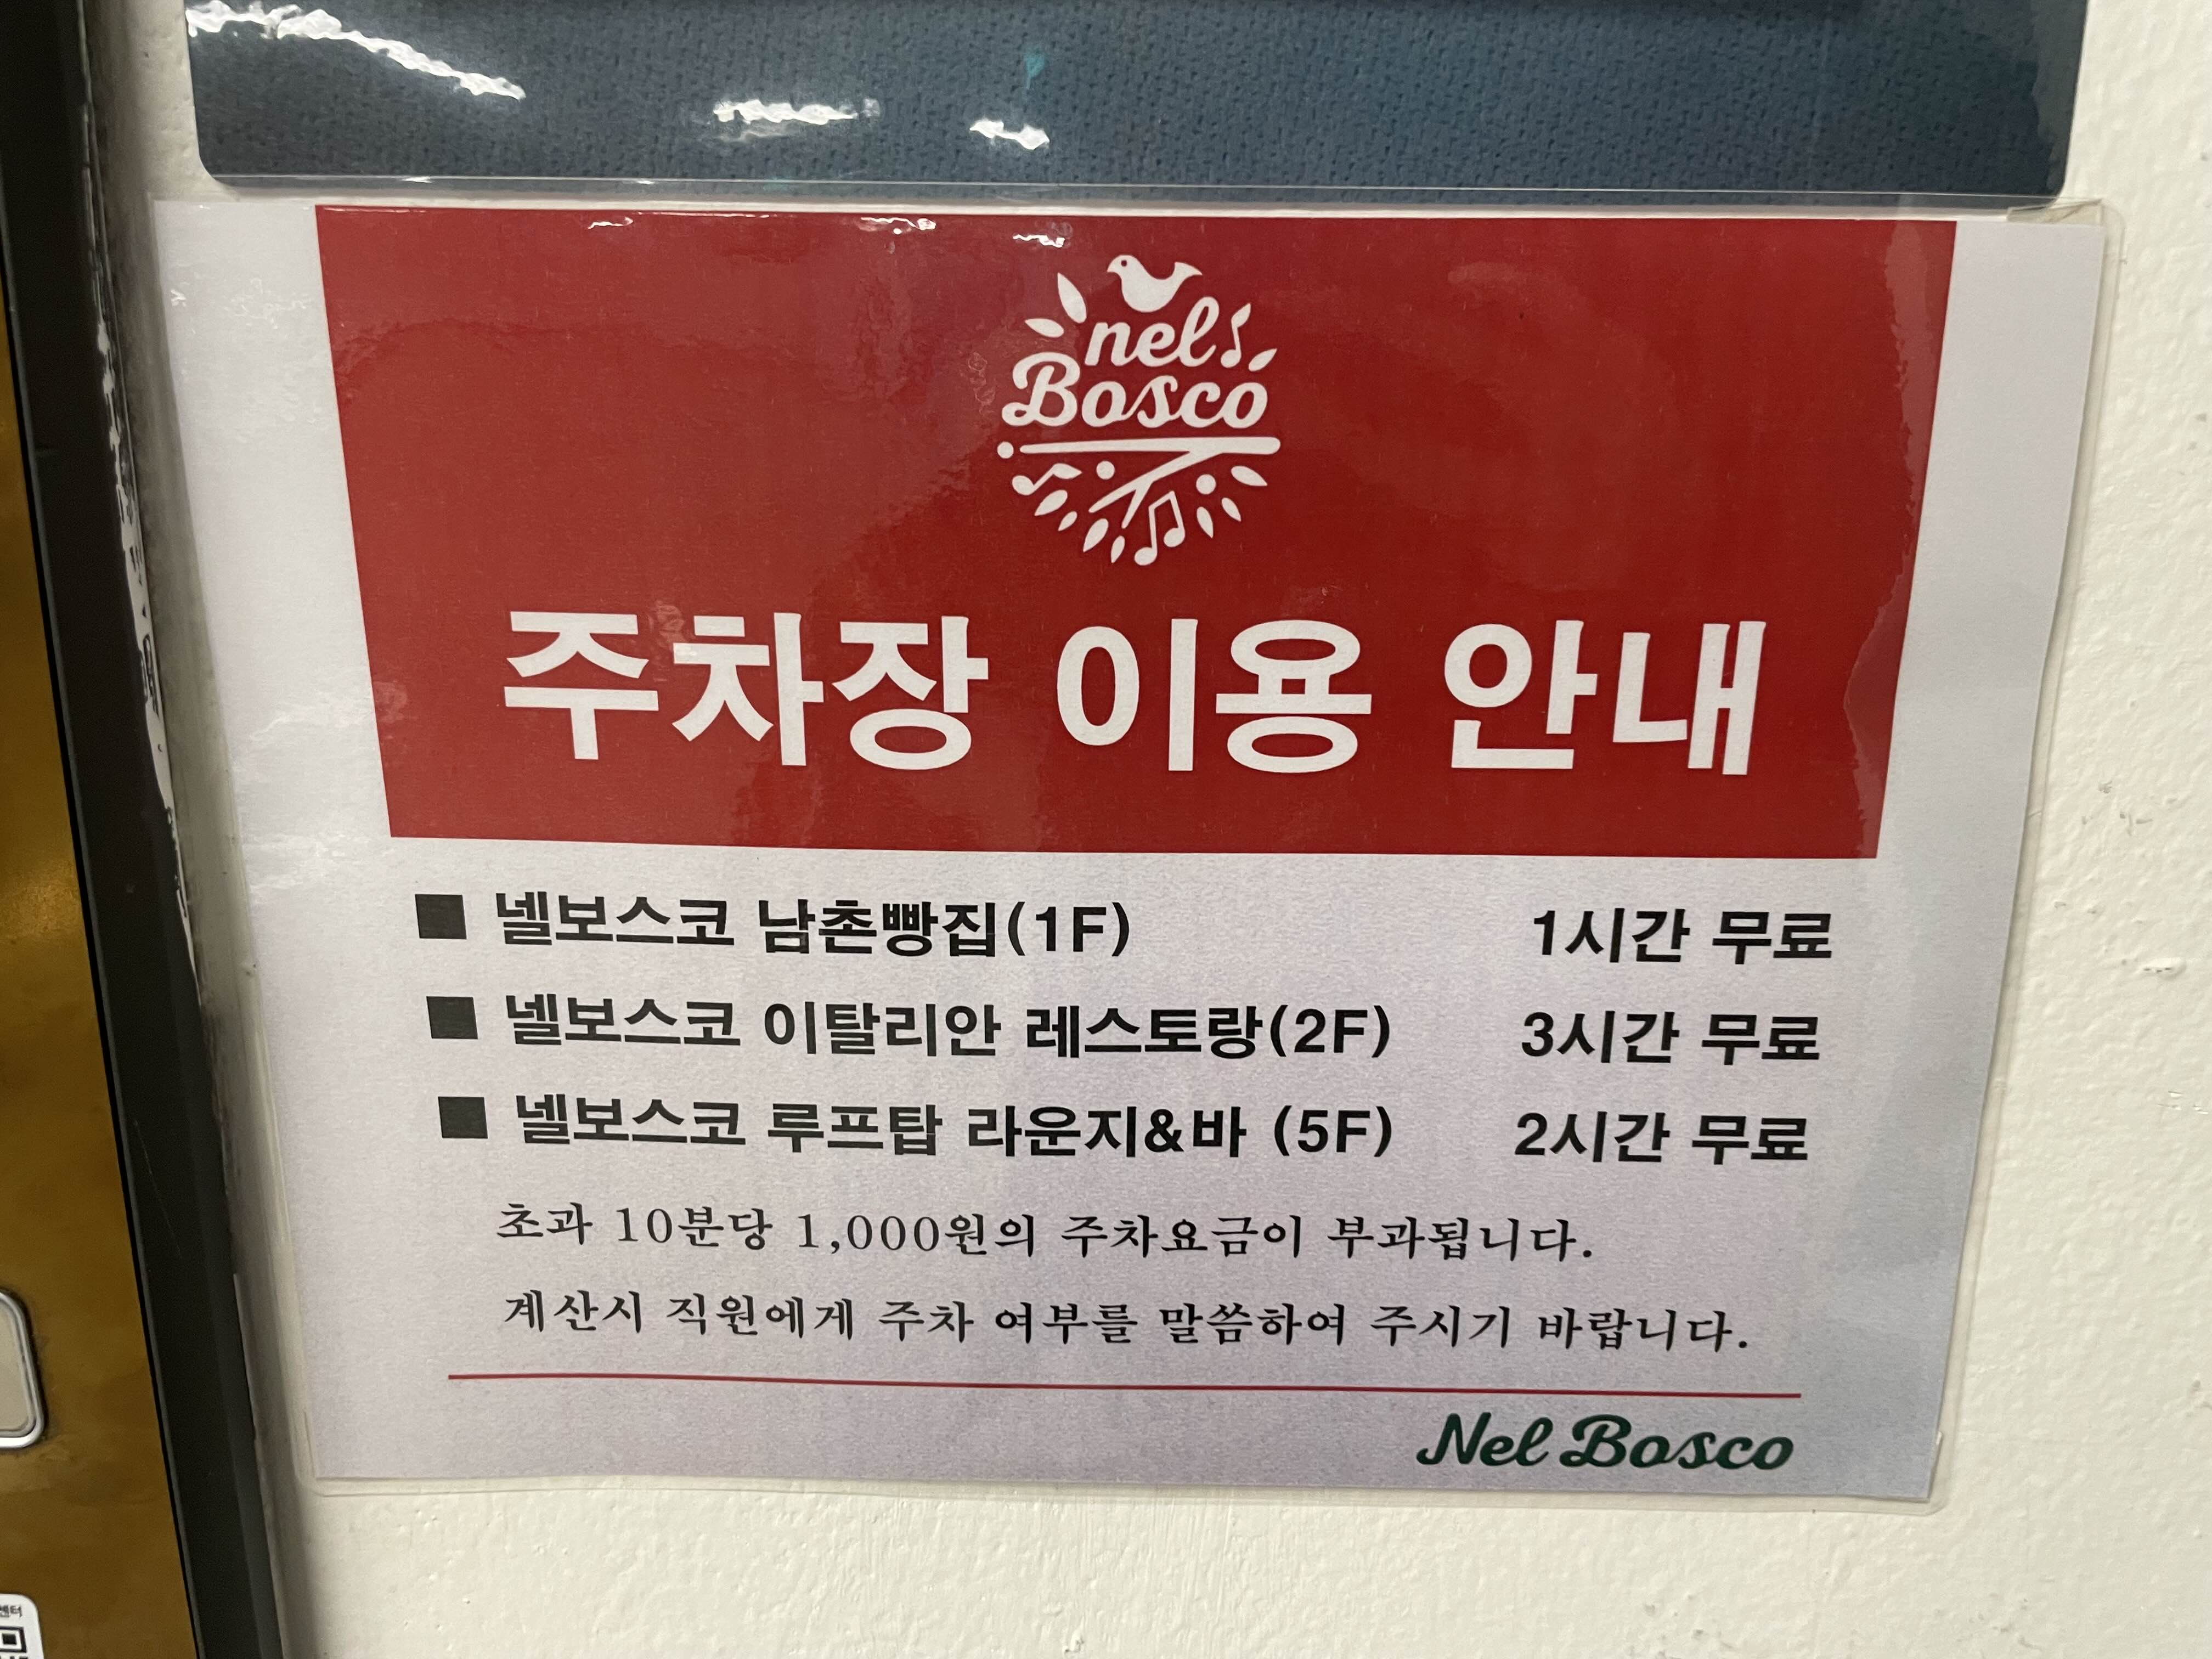 nel
Bosco
주차장 이용 안내
■ 넬보스코 남촌빵집(1F) 1시간 무료
■ 넬보스코 이탈리안 레스토랑(2F) 3시간 무료
■ 넬보스코 루프탑 라운지&바 (5F) 2시간 무료
초과 10분당 1,000원의 주차요금이 부과됩니다.
계산시 직원에게 주차 여부를 말씀하여 주시기 바랍니다.
Nel Bosco
센터